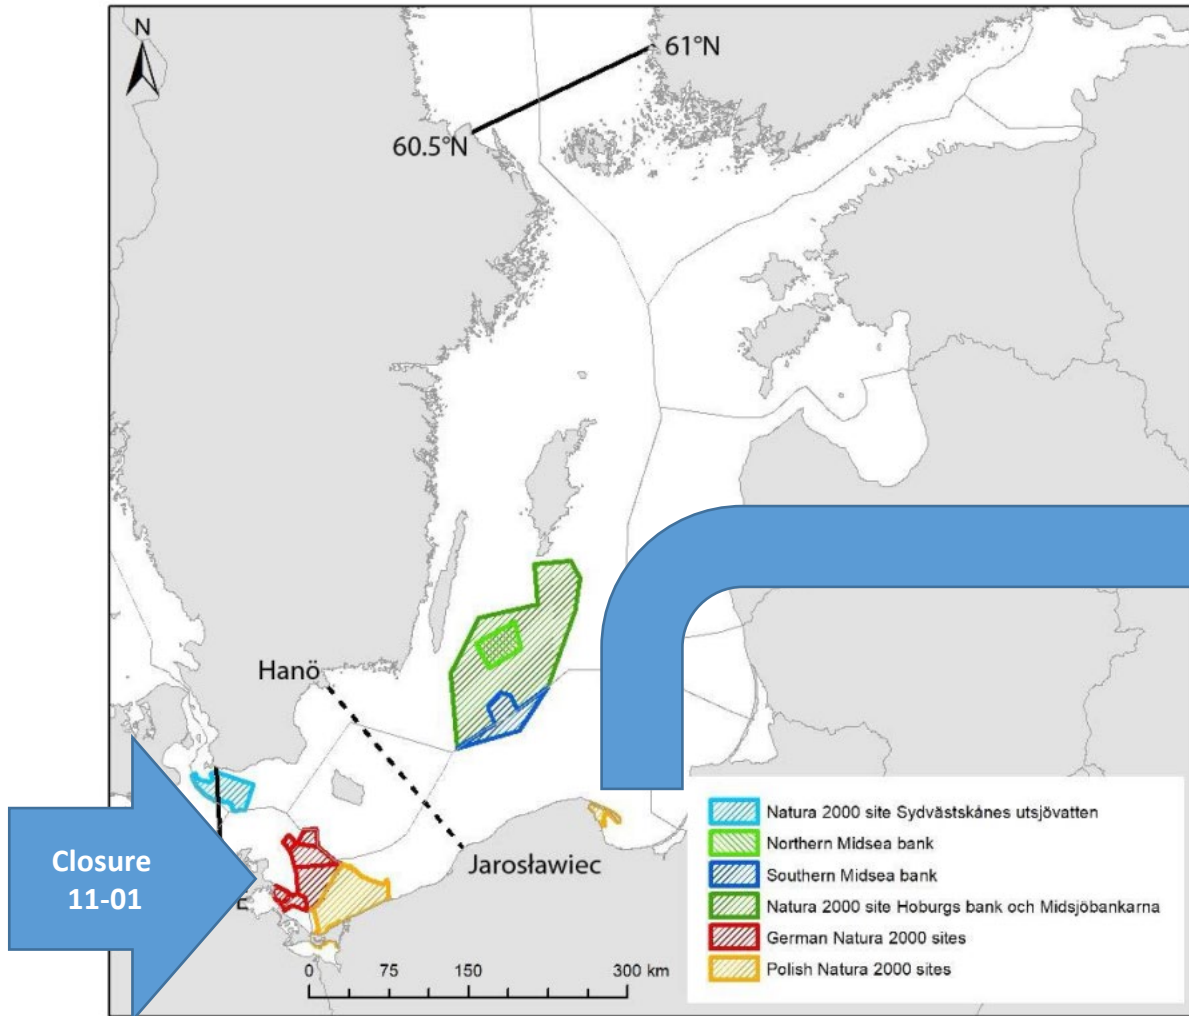 N
61°N
60.5°N
Hanö
Jarosławiec
Closure
11-01
E
0 75 150 300 km
Natura 2000 site Sydvästskånes utsjövatten
Northern Midsea bank
Southern Midsea bank
Natura 2000 site Hoburgs bank och Midsjöbankarna
German Natura 2000 sites
Polish Natura 2000 sites